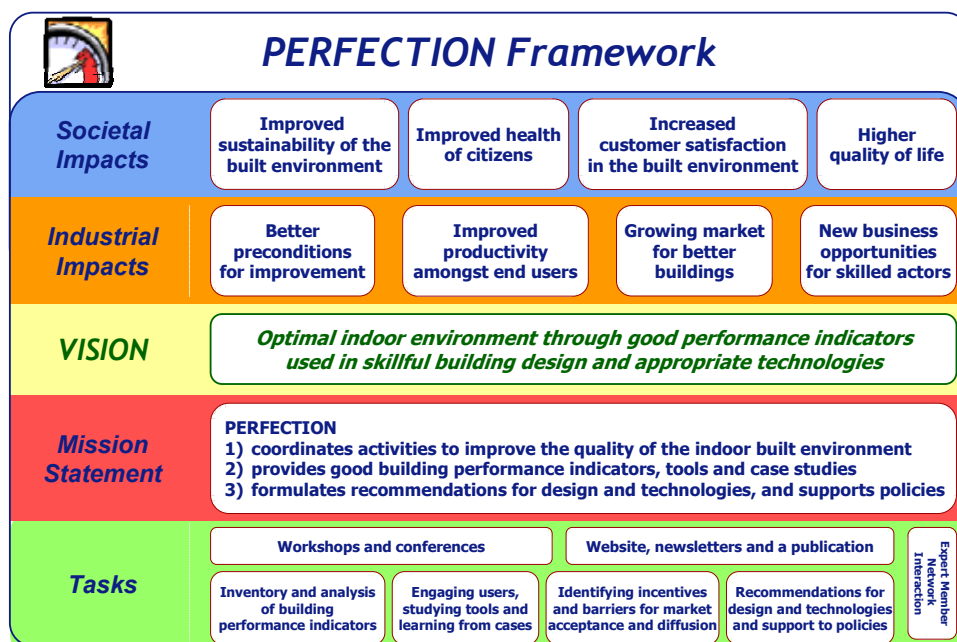 PERFECTION Framework
Societal
Impacts
Improved
sustainability of the
built environment
Improved health
of citizens
Increased
customer satisfaction
in the built environment
Higher
quality of life
Industrial
Impacts
Better
preconditions
for improvement
Improved
productivity
amongst end users
Growing market
for better
buildings
New business
opportunities
for skilled actors
VISION
Optimal indoor environment through good performance indicators
used in skillful building design and appropriate technologies
Mission
Statement
PERFECTION
1) coordinates activities to improve the quality of the indoor built environment
2) provides good building performance indicators, tools and case studies
3) formulates recommendations for design and technologies, and supports policies
Tasks
Workshops and conferences
Website, newsletters and a publication
Inventory and analysis
of building
performance indicators
Engaging users,
studying tools and
learning from cases
Identifying incentives
and barriers for market
acceptance and diffusion
Recommendations for
design and technologies
and support to policies
Expert Member
Network
Interaction